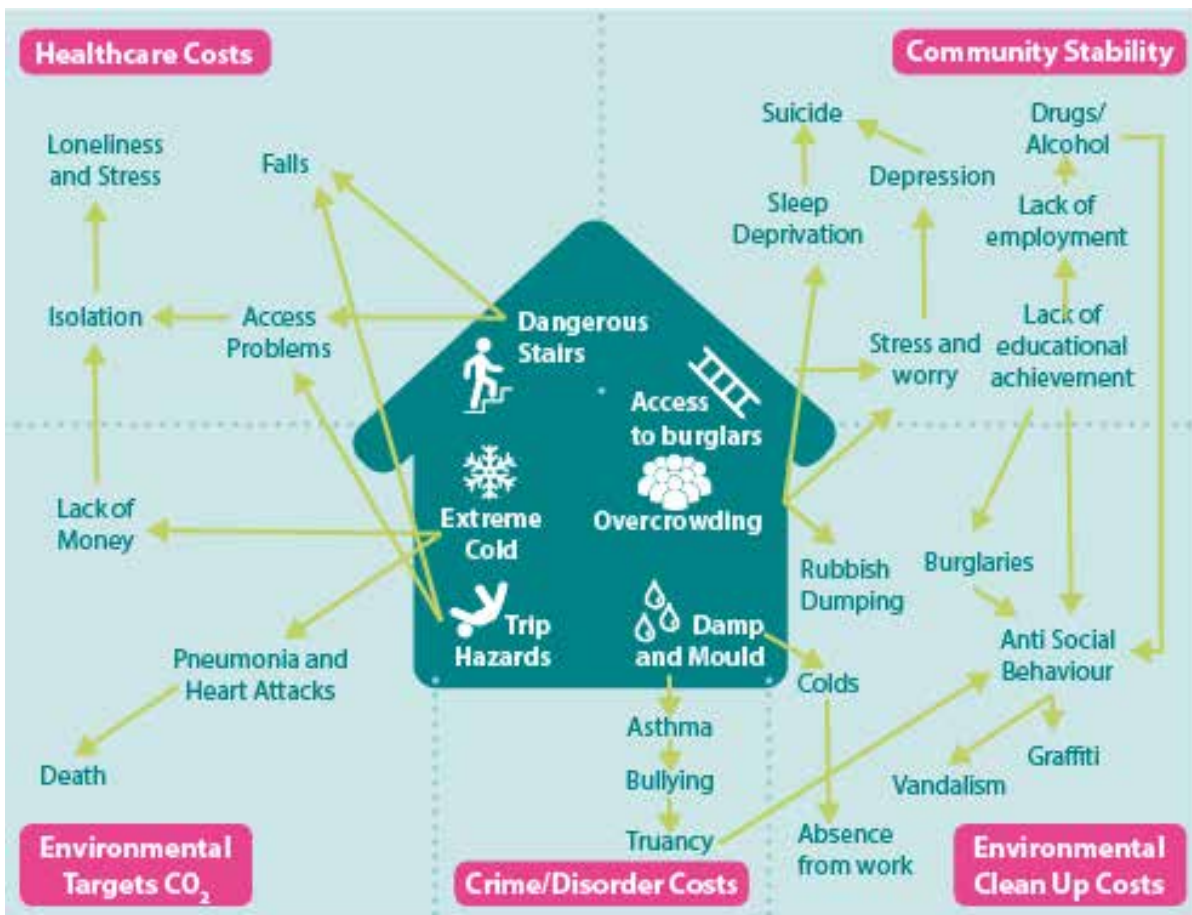 Healthcare Costs
Community Stability
Loneliness
and Stress
Falls
Suicide
Drugs/
Alcohol
Depression
Sleep
Deprivation
Lack of
employment
Isolation
Access
Problems
Dangerous
Stairs
Stress and
worry
Lack of
educational
achievement
Access
to burglars
Lack of
Money
Extreme
Cold
Overcrowding
Rubbish
Dumping
Burglaries
Trip
Hazards
Damp
and Mould
Anti Social
Behaviour
Pneumonia and
Heart Attacks
Colds
Death
Asthma
Bullying
Truancy
Graffiti
Vandalism
Absence
from work
Environmental
Targets CO₂
Crime/Disorder Costs
Environmental
Clean Up Costs